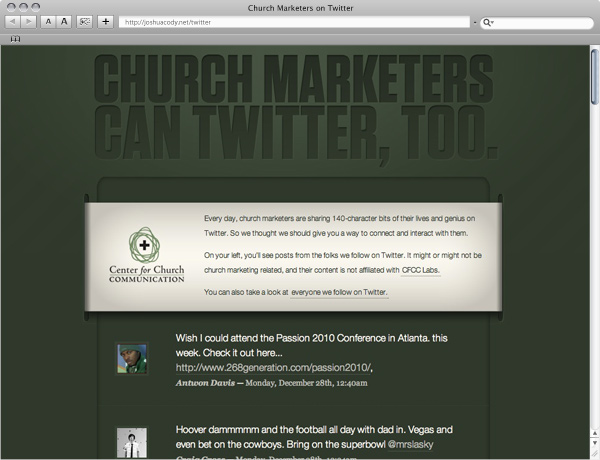 Church Marketers on Twitter
A A
http://joshuacody.net/twitter
CHURCH MARKETERS
CAN TWITTER, TOO.
Every day, church marketers are sharing 140-character bits of their lives and genius on
Twitter. So we thought we should give you a way to connect and interact with them.
Center for Church
COMMUNICATION
On your left, you'll see posts from the folks we follow on Twitter. It might or might not be
church marketing related, and their content is not affiliated with CFCC Labs.
You can also take a look at everyone we follow on Twitter.
Wish I could attend the Passion 2010 Conference in Atlanta. this
week. Check it out here...
http://www.268generation.com/passion2010/,
Antwon Davis — Monday, December 28th, 12:40am
Hoover dammmmm and the football all day with dad in. Vegas and
even bet on the cowboys. Bring on the superbowl @mrslasky
Monday, December 28th, 12:40am